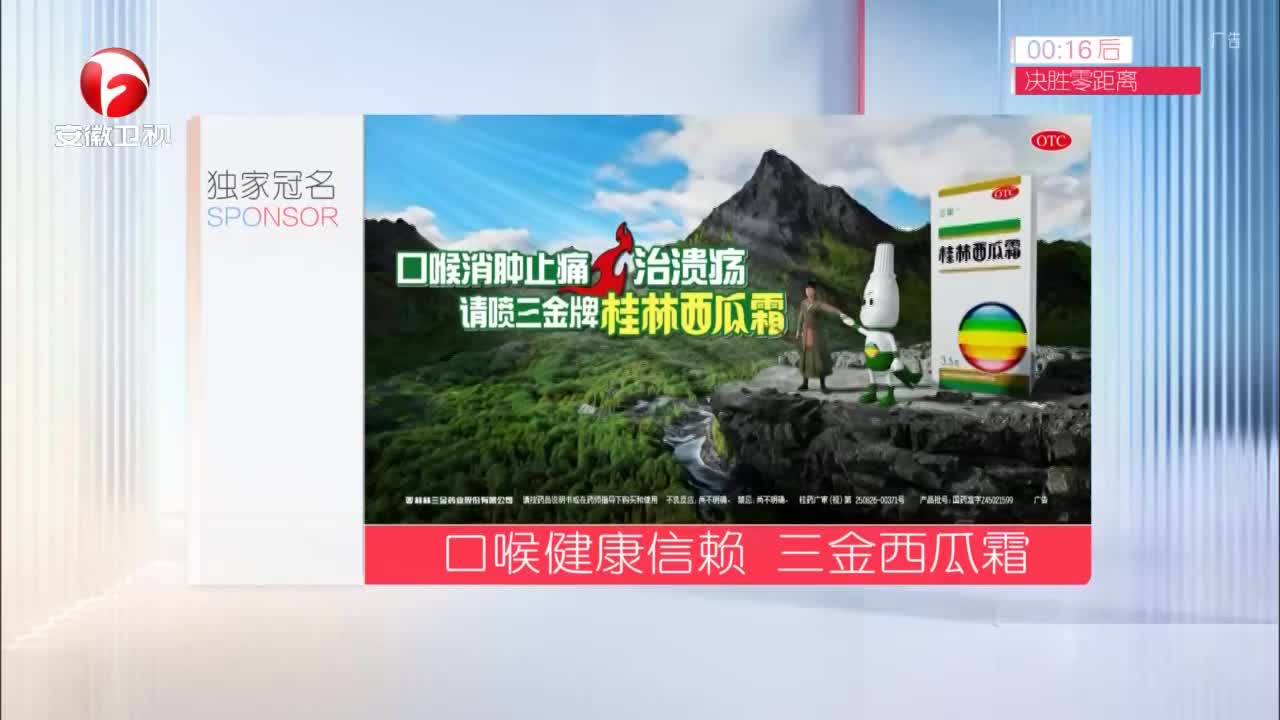 安徽卫视
00:16后
决胜零距离
广告
独家冠名
SPONSOR
OTC
OTC
桂林西瓜霜
3.5g
口喉消肿止痛 治溃疡
请喷三金牌桂林西瓜霜
桂林三金药业股份有限公司 请按药品说明书或在药师指导下购买和使用 不良反应:尚不明确。 禁忌:尚不明确。 桂药广审(视)第 250826-00371号 产品批号:国药准字Z45021599 广告
口喉健康信赖 三金西瓜霜